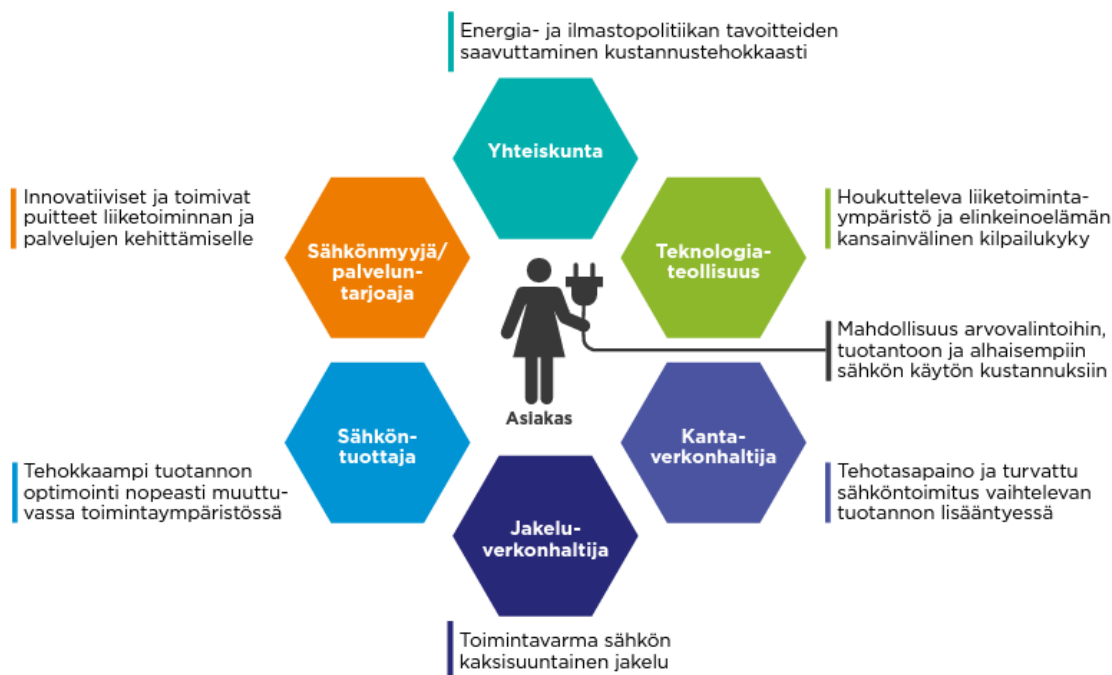 Energia- ja ilmastopolitiikan tavoitteiden
saavuttaminen kustannustehokkaasti
Yhteiskunta
Innovatiiviset ja toimivat
puitteet liiketoiminnan ja
palvelujen kehittämiselle
Sähkönmyyjä/
palvelun-
tarjoaja
Teknologia-
teollisuus
Houkutteleva liiketoiminta-
ympäristö ja elinkeinoelämän
kansainvälinen kilpailukyky
Mahdollisuus arvovalintoihin,
tuotantoon ja alhaisempiin
sähkön käytön kustannuksiin
Asiakas
Sähkön-
tuottaja
Kanta-
verkonhaltija
Tehokkaampi tuotannon
optimointi nopeasti muuttu-
vassa toimintaympäristössä
Tehotasapaino ja turvattu
sähköntoimitus vaihtelevan
tuotannon lisääntyessä
Jakelu-
verkonhaltija
Toimintavarma sähkön
kaksisuuntainen jakelu